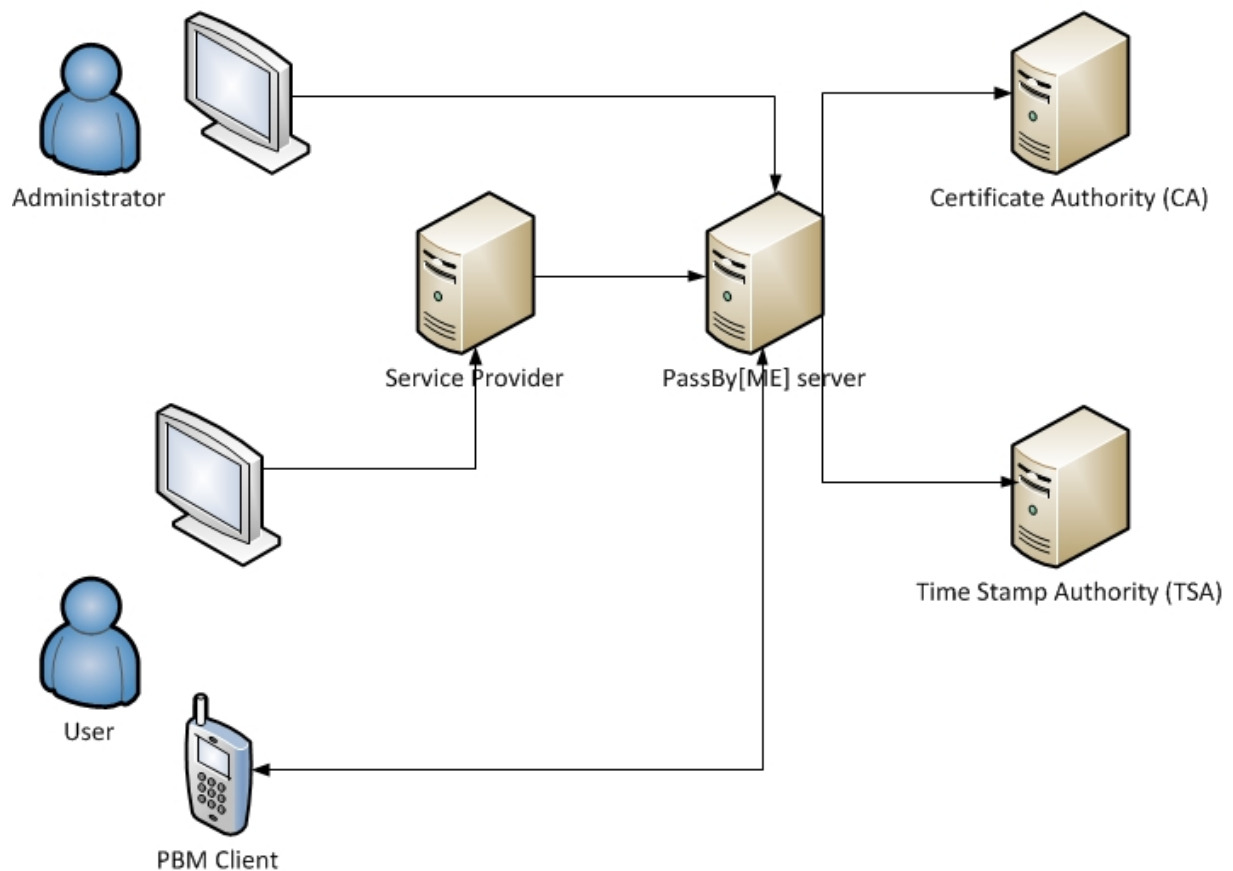 Administrator
Certificate Authority (CA)
Service Provider
PassBy[ME] server
Time Stamp Authority (TSA)
User
PBM Client